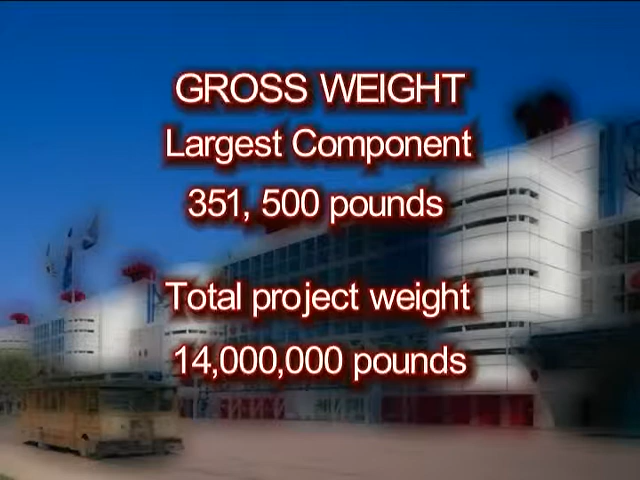 GROSS WEIGHT
Largest Component
351, 500 pounds
Total project weight
14,000,000 pounds